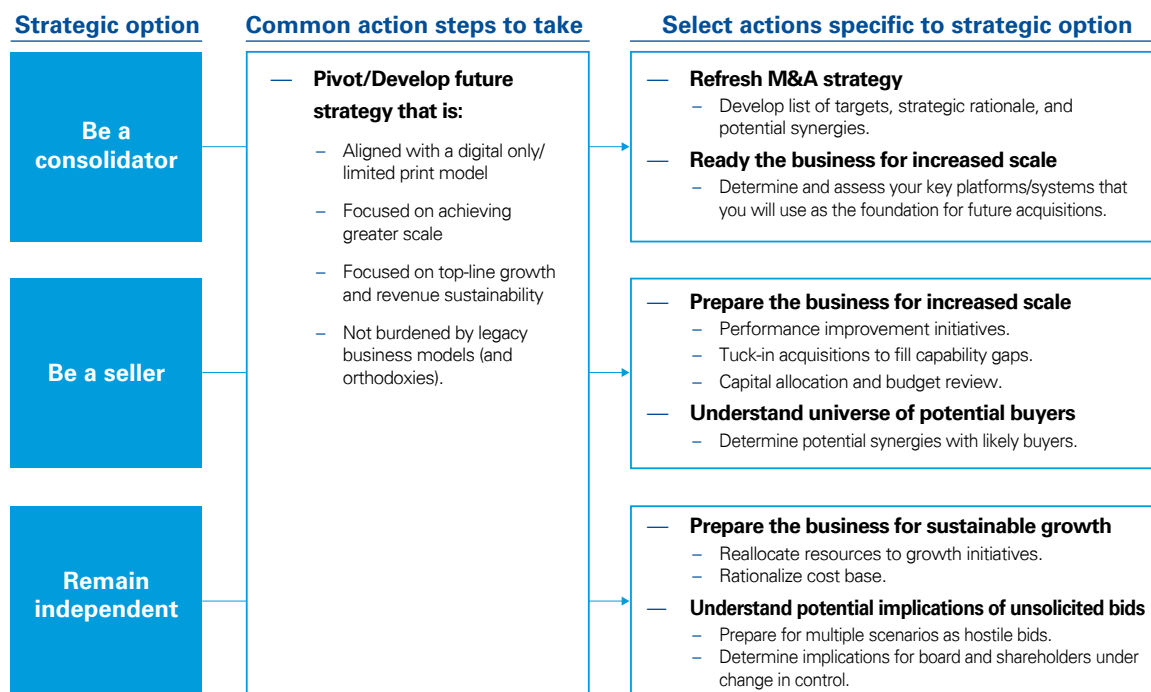 Strategic option
Common action steps to take
Select actions specific to strategic option
Be a
consolidator
— Pivot/Develop future
strategy that is:
– Aligned with a digital only/
limited print model
– Focused on achieving
greater scale
– Focused on top-line growth
and revenue sustainability
– Not burdened by legacy
business models (and
orthodoxies).
— Refresh M&A strategy
– Develop list of targets, strategic rationale, and
potential synergies.
— Ready the business for increased scale
– Determine and assess your key platforms/systems that
you will use as the foundation for future acquisitions.
Be a seller
— Prepare the business for increased scale
– Performance improvement initiatives.
– Tuck-in acquisitions to fill capability gaps.
– Capital allocation and budget review.
— Understand universe of potential buyers
– Determine potential synergies with likely buyers.
Remain
independent
— Prepare the business for sustainable growth
– Reallocate resources to growth initiatives.
– Rationalize cost base.
— Understand potential implications of unsolicited bids
– Prepare for multiple scenarios as hostile bids.
– Determine implications for board and shareholders under
change in control.